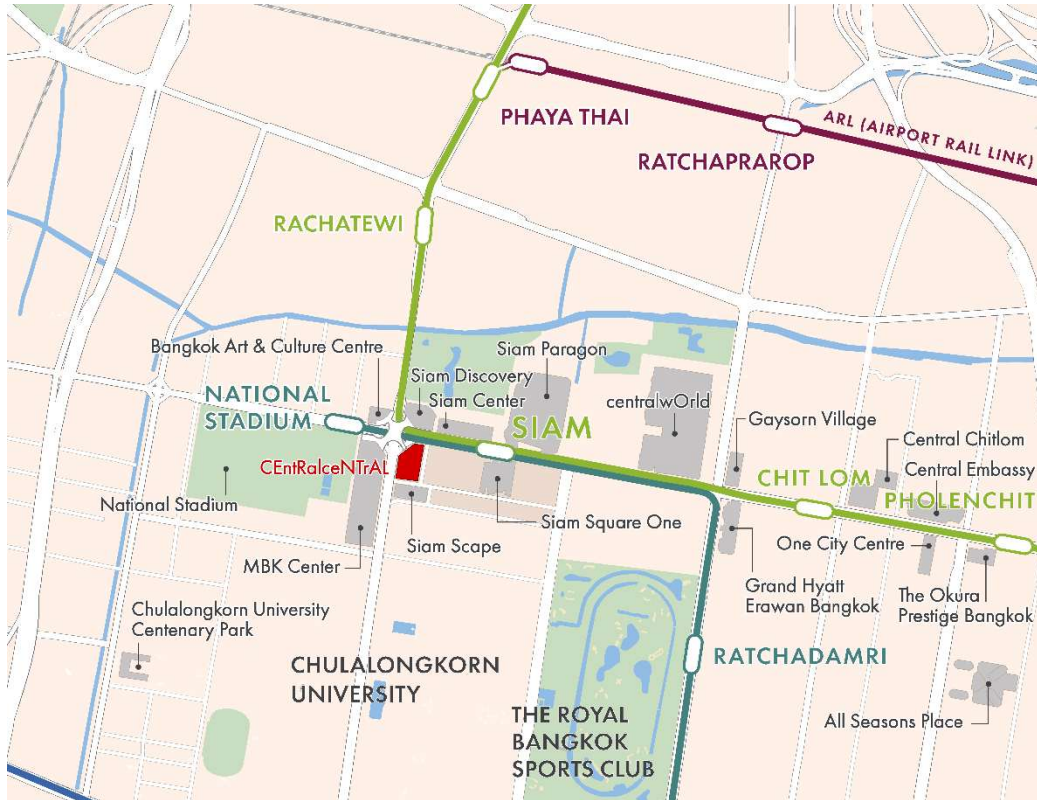 PHAYA THAI
ARL (AIRPORT RAIL LINK)
RATCHAPRAROP
RACHATEWI
Bangkok Art & Culture Centre
Siam Paragon
Siam Discovery
Siam Center
NATIONAL
STADIUM
centralwOrld
SIAM
Gaysorn Village
Central Chitlom
CEntRalceNTrAL
Central Embassy
CHIT LOM
PHOLENCHIT
National Stadium
Siam Square One
One City Centre
Siam Scape
MBK Center
Grand Hyatt
Erawan Bangkok
The Okura
Prestige Bangkok
Chulalongkorn University
Centenary Park
CHULALONGKORN
UNIVERSITY
RATCHADAMRI
THE ROYAL
BANGKOK
SPORTS CLUB
All Seasons Place